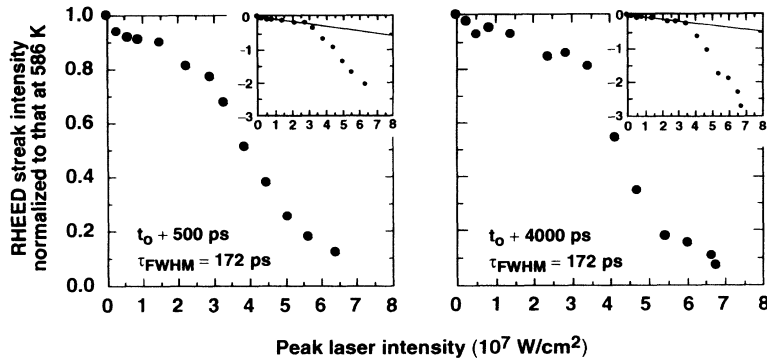 RHEED streak intensity
normalized to that at 586 K
1.0
0.8
0.6
0.4
0.2
0.0
0 1 2 3 4 5 6 7 8
0
−1
−2
−3
0 1 2 3 4 5 6 7 8
t₀ + 500 ps
τFWHM = 172 ps
0 1 2 3 4 5 6 7 8
0
−1
−2
−3
0 1 2 3 4 5 6 7 8
t₀ + 4000 ps
τFWHM = 172 ps
Peak laser intensity (10⁷ W/cm²)